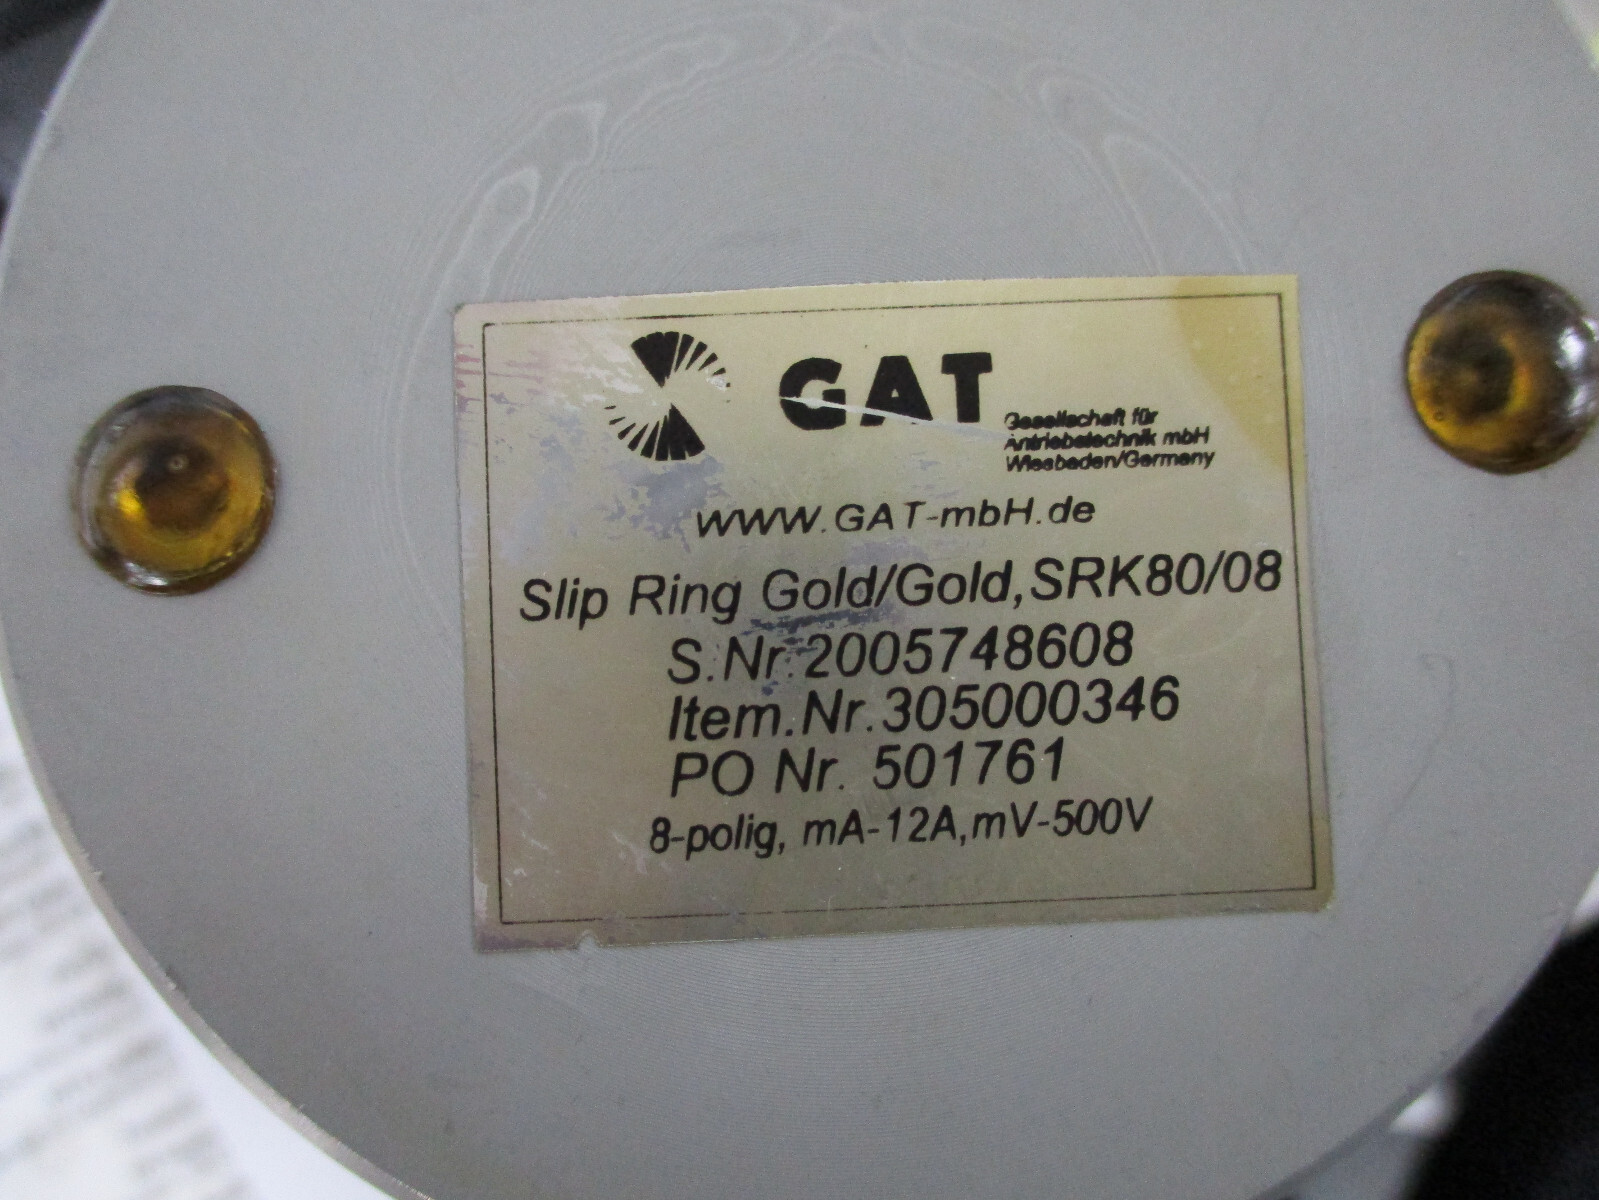 GAT
Gesellschaft für
Antriebstechnik mbH
Wiesbaden/Germany
www.GAT-mbH.de
Slip Ring Gold/Gold,SRK80/08
S.Nr.2005748608
Item.Nr.305000346
PO Nr. 501761
8-polig, mA-12A,mV-500V